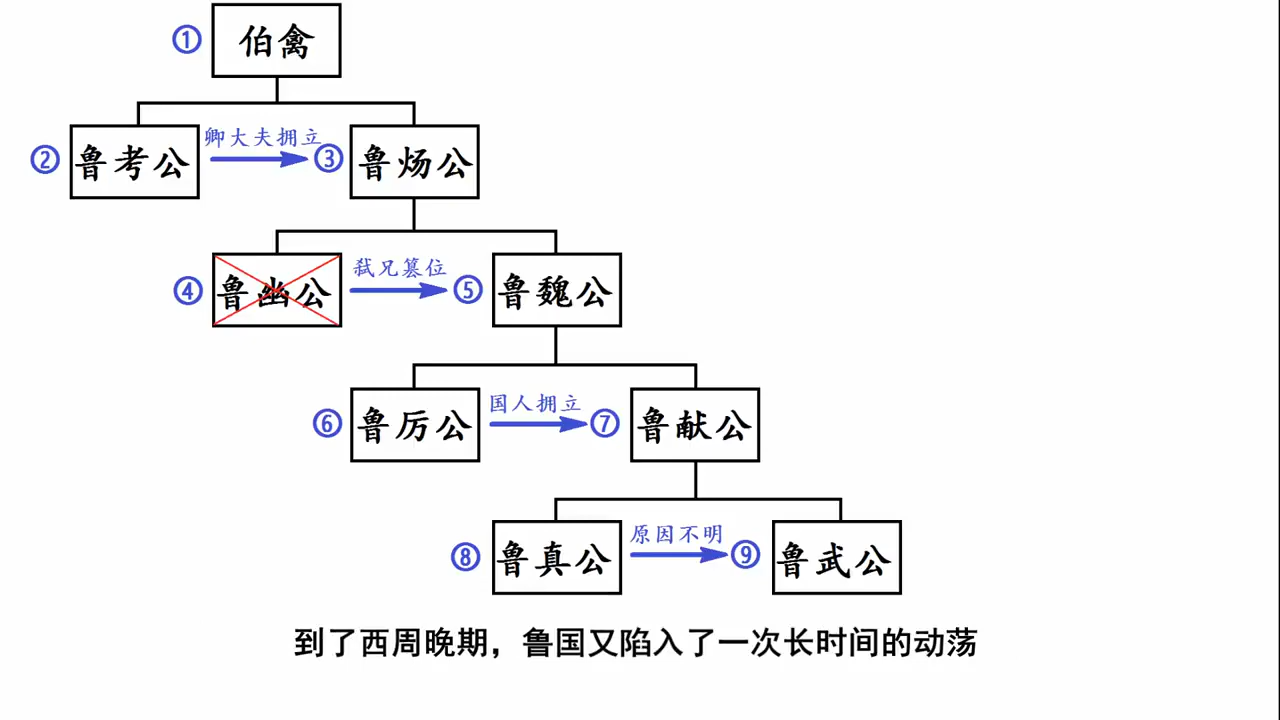 ① 伯禽
② 鲁考公 卿大夫拥立 ③ 鲁炀公
④ 鲁幽公 弑兄篡位 ⑤ 鲁魏公
⑥ 鲁厉公 国人拥立 ⑦ 鲁献公
⑧ 鲁真公 原因不明 ⑨ 鲁武公
到了西周晚期，鲁国又陷入了一次长时间的动荡